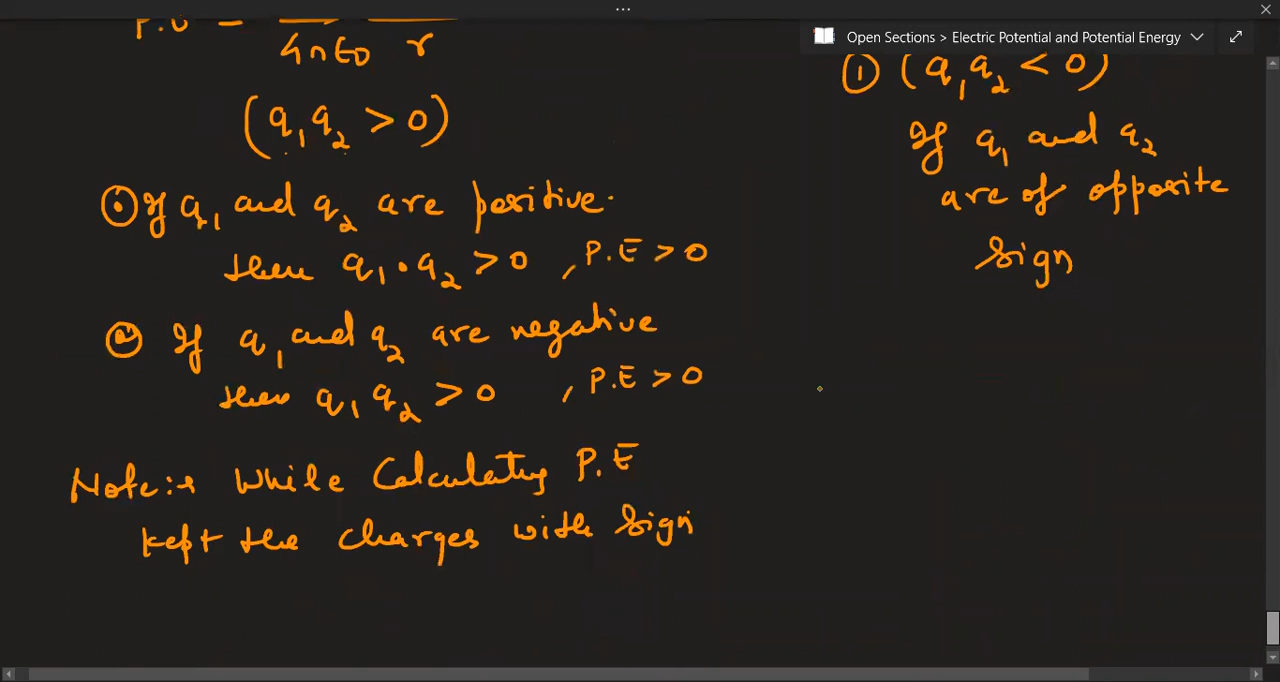 Open Sections > Electric Potential and Potential Energy
P.E =
4πε0 r
(q1q2 > 0)
① If q1 and q2 are positive.
then q1 • q2 > 0 , P.E > 0
② If q1 and q2 are negative
then q1 q2 > 0 , P.E > 0
Note:- While Calculating P.E
kept the charges with sign
① (q1q2 < 0)
If q1 and q2
are of opposite
sign